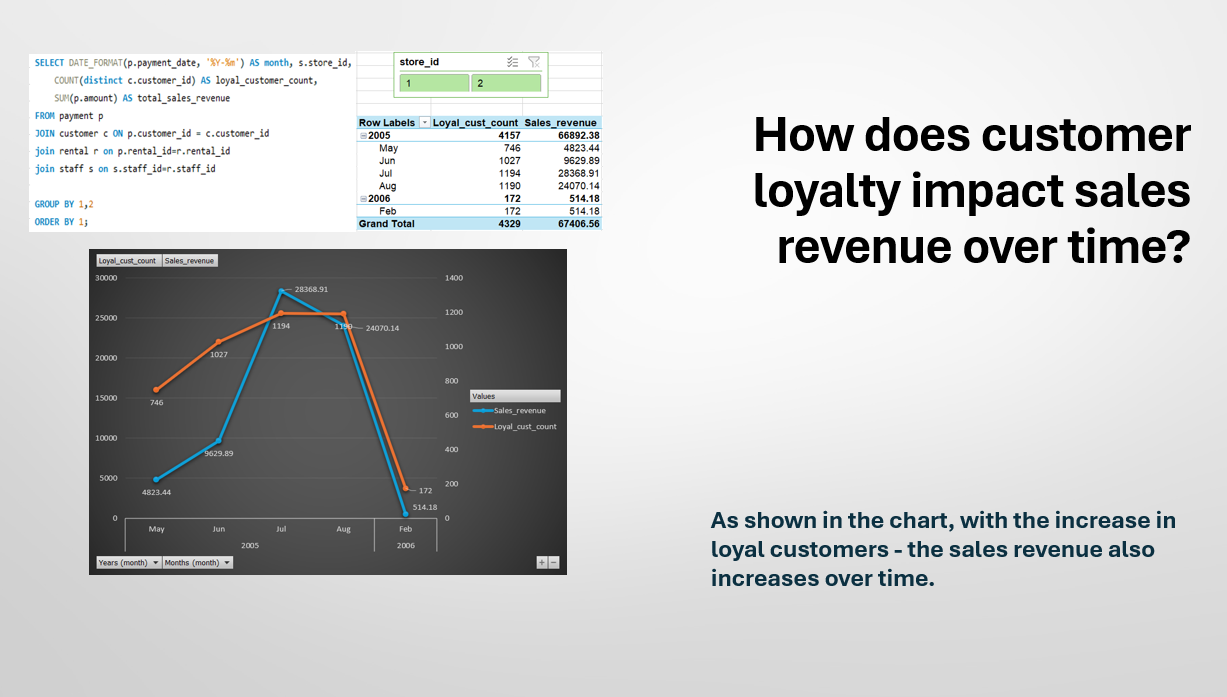 SELECT DATE_FORMAT(p.payment_date, '%Y-%m') AS month, s.store_id,
COUNT(distinct c.customer_id) AS loyal_customer_count,
SUM(p.amount) AS total_sales_revenue
FROM payment p
JOIN customer c ON p.customer_id = c.customer_id
join rental r on p.rental_id=r.rental_id
join staff s on s.staff_id=r.staff_id
GROUP BY 1,2
ORDER BY 1;
store_id
1 2
Row Labels Loyal_cust_count Sales_revenue
2005 4157 66892.38
May 746 4823.44
Jun 1027 9629.89
Jul 1194 28368.91
Aug 1190 24070.14
2006 172 514.18
Feb 172 514.18
Grand Total 4329 67406.56
How does customer
loyalty impact sales
revenue over time?
Loyal_cust_count Sales_revenue
30000 1400
28368.91
25000 1200
1194 1190 24070.14
20000 1000
1027
800
15000
746
600
10000
9629.89
400
5000
4823.44
200
172
514.18
0 0
May Jun Jul Aug Feb
2005 2006
Values
Sales_revenue
Loyal_cust_count
Years (month) Months (month) + −
As shown in the chart, with the increase in
loyal customers - the sales revenue also
increases over time.